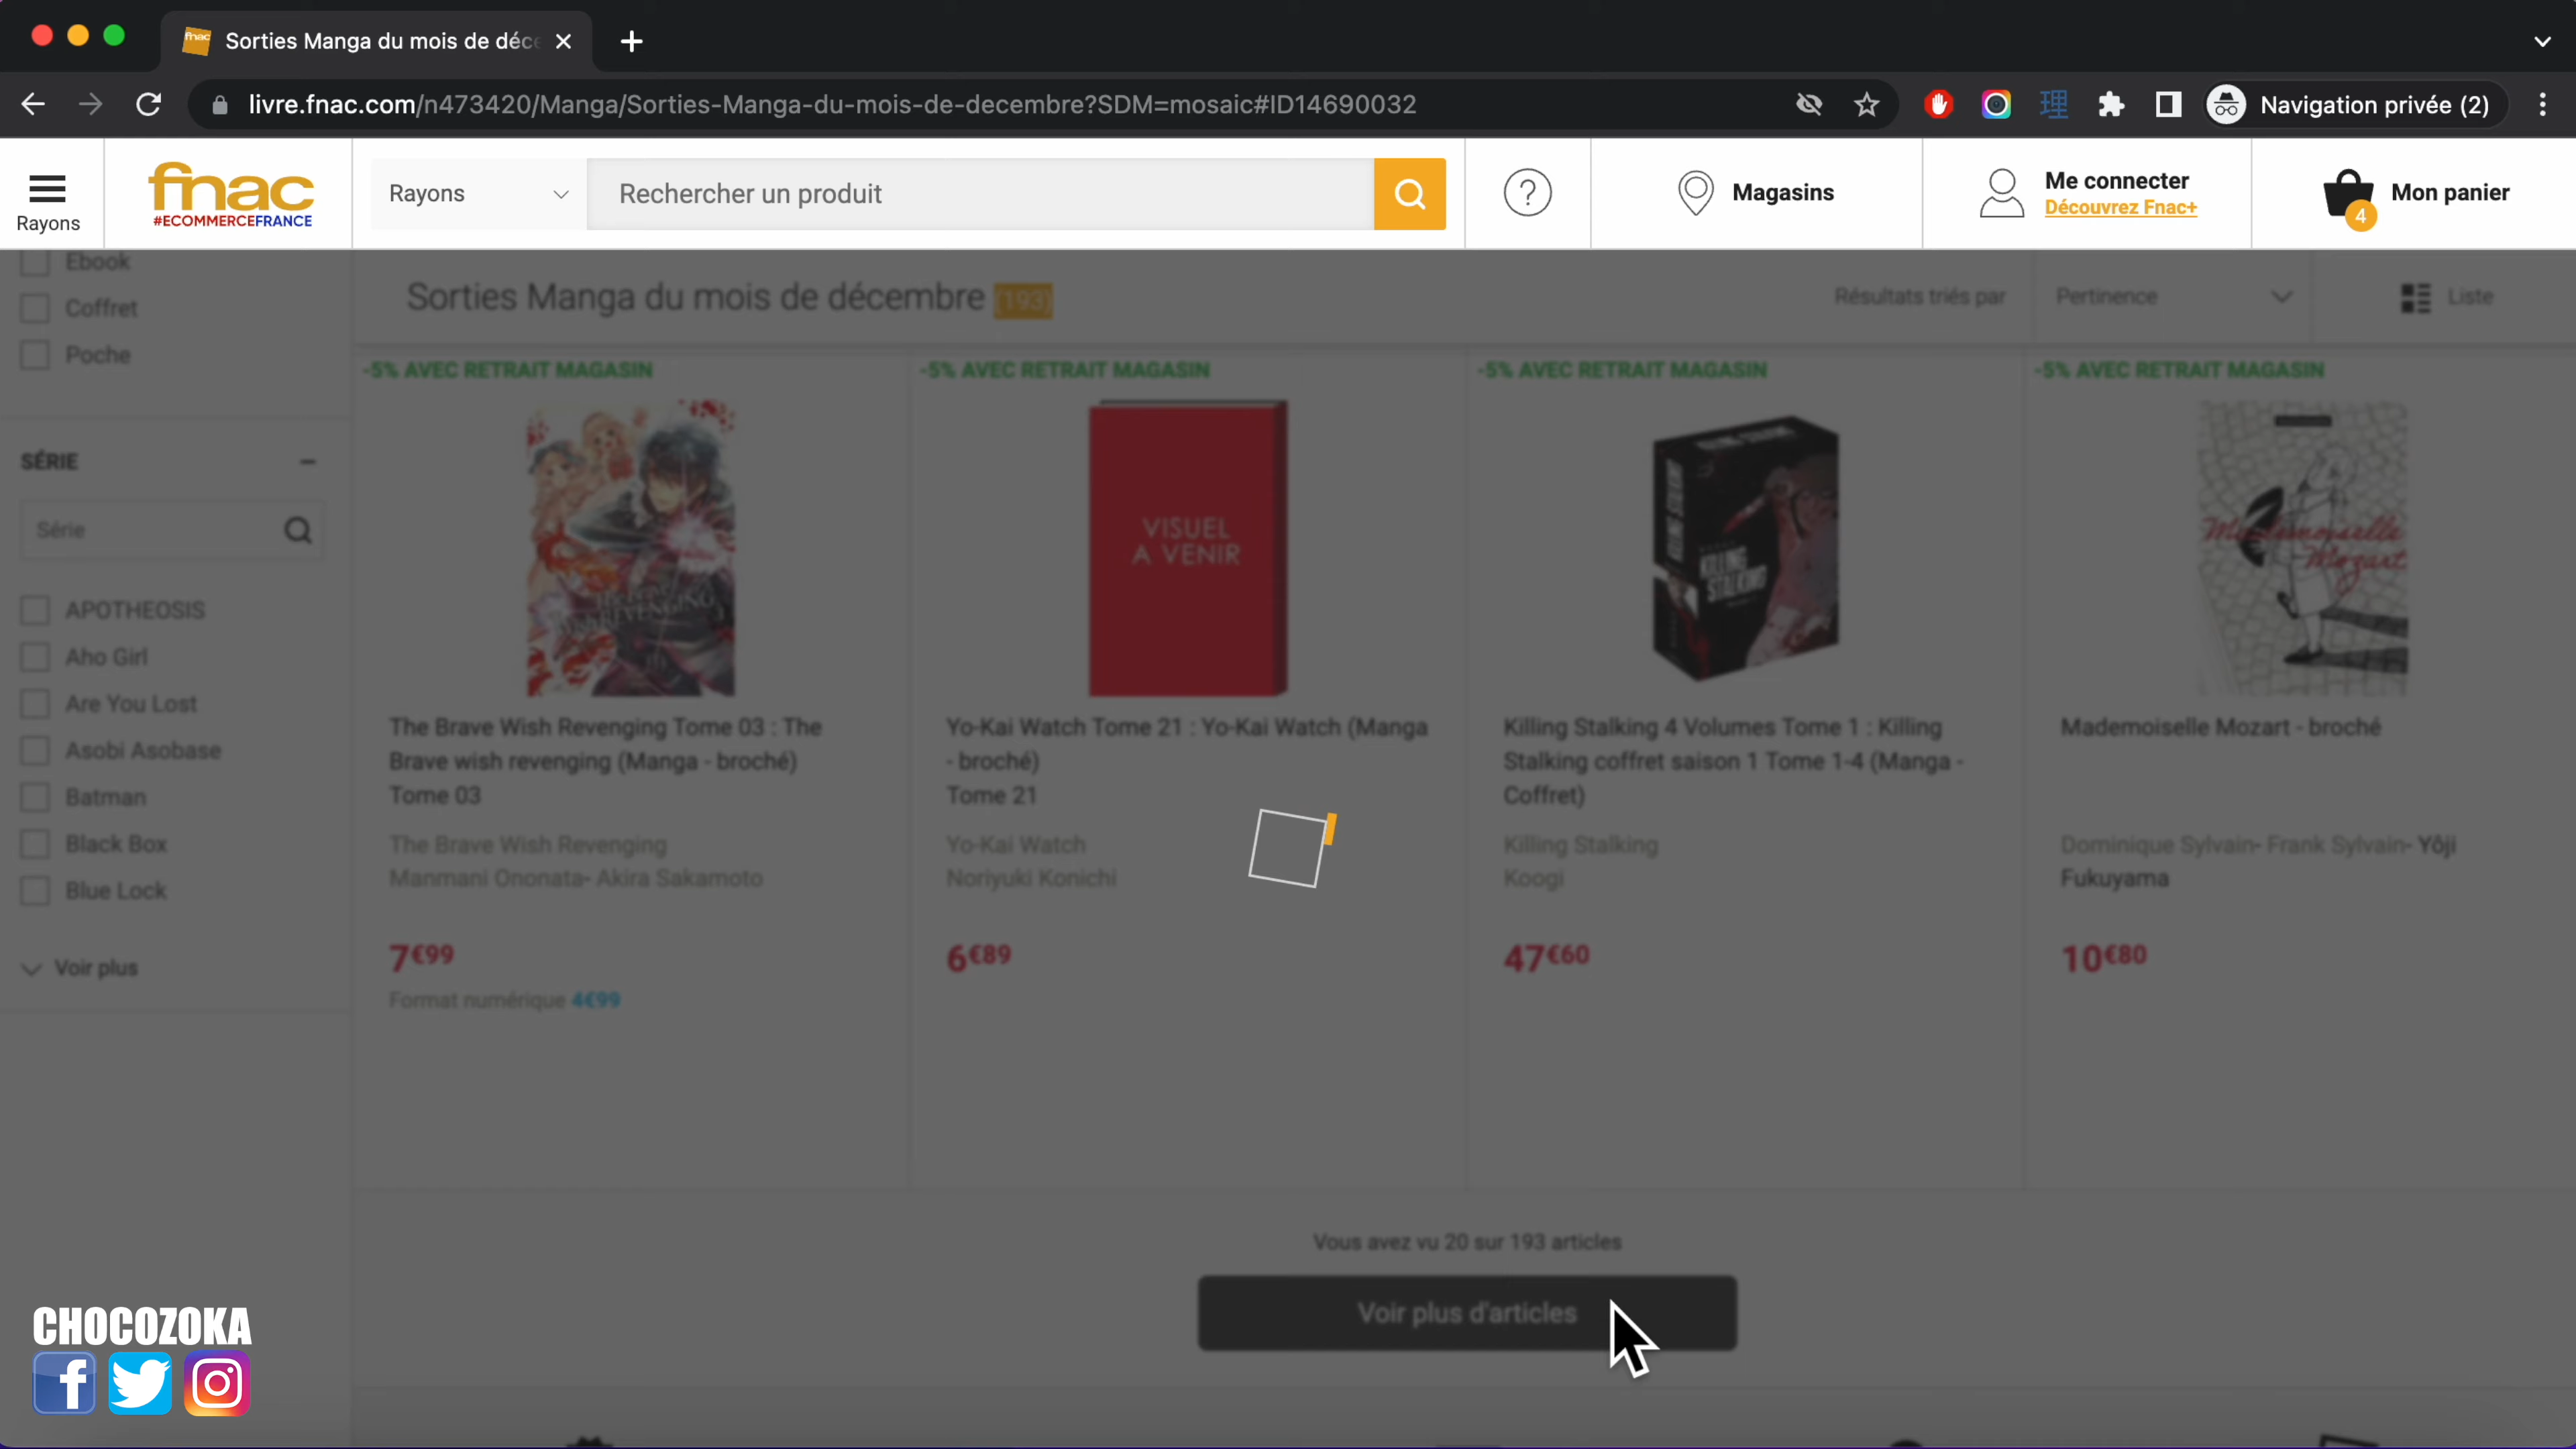 fnac
Sorties Manga du mois de déce
livre.fnac.com/n473420/Manga/Sorties-Manga-du-mois-de-decembre?SDM=mosaic#ID14690032
理
Navigation privée (2)
Rayons
fnac
#ECOMMERCEFRANCE
Rayons
Rechercher un produit
?
Magasins
Me connecter
Découvrez Fnac+
4
Mon panier
Ebook
Coffret
Poche
SÉRIE
Série
APOTHEOSIS
Aho Girl
Are You Lost
Asobi Asobase
Batman
Black Box
Blue Lock
Voir plus
Sorties Manga du mois de décembre (193)
Résultats triés par
Pertinence
Liste
-5% AVEC RETRAIT MAGASIN
The Brave Wish Revenging Tome 03 : The
Brave wish revenging (Manga - broché)
Tome 03
The Brave Wish Revenging
Manmani Ononata- Akira Sakamoto
7€99
Format numérique 4€99
-5% AVEC RETRAIT MAGASIN
VISUEL
A VENIR
Yo-Kai Watch Tome 21 : Yo-Kai Watch (Manga
- broché)
Tome 21
Yo-Kai Watch
Noriyuki Konichi
6€89
-5% AVEC RETRAIT MAGASIN
KILLING
STALKING
Killing Stalking 4 Volumes Tome 1 : Killing
Stalking coffret saison 1 Tome 1-4 (Manga -
Coffret)
Killing Stalking
Koogi
47€60
-5% AVEC RETRAIT MAGASIN
Mademoiselle
Mozart
Mademoiselle Mozart - broché
Dominique Sylvain- Frank Sylvain- Yôji
Fukuyama
10€80
Vous avez vu 20 sur 193 articles
Voir plus d'articles
CHOCOZOKA